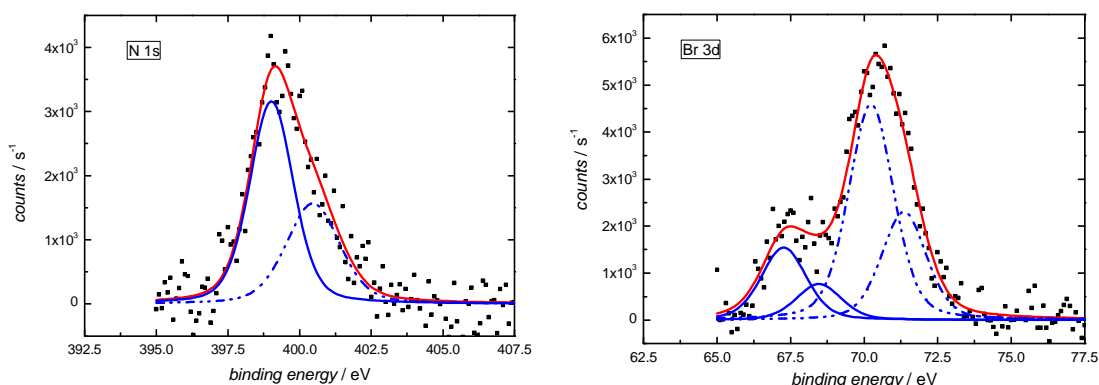 N 1s
4x10³
3x10³
2x10³
1x10³
0
counts / s⁻¹
392.5 395.0 397.5 400.0 402.5 405.0 407.5
binding energy / eV
Br 3d
6x10³
5x10³
4x10³
3x10³
2x10³
1x10³
0
counts / s⁻¹
62.5 65.0 67.5 70.0 72.5 75.0 77.5
binding energy / eV